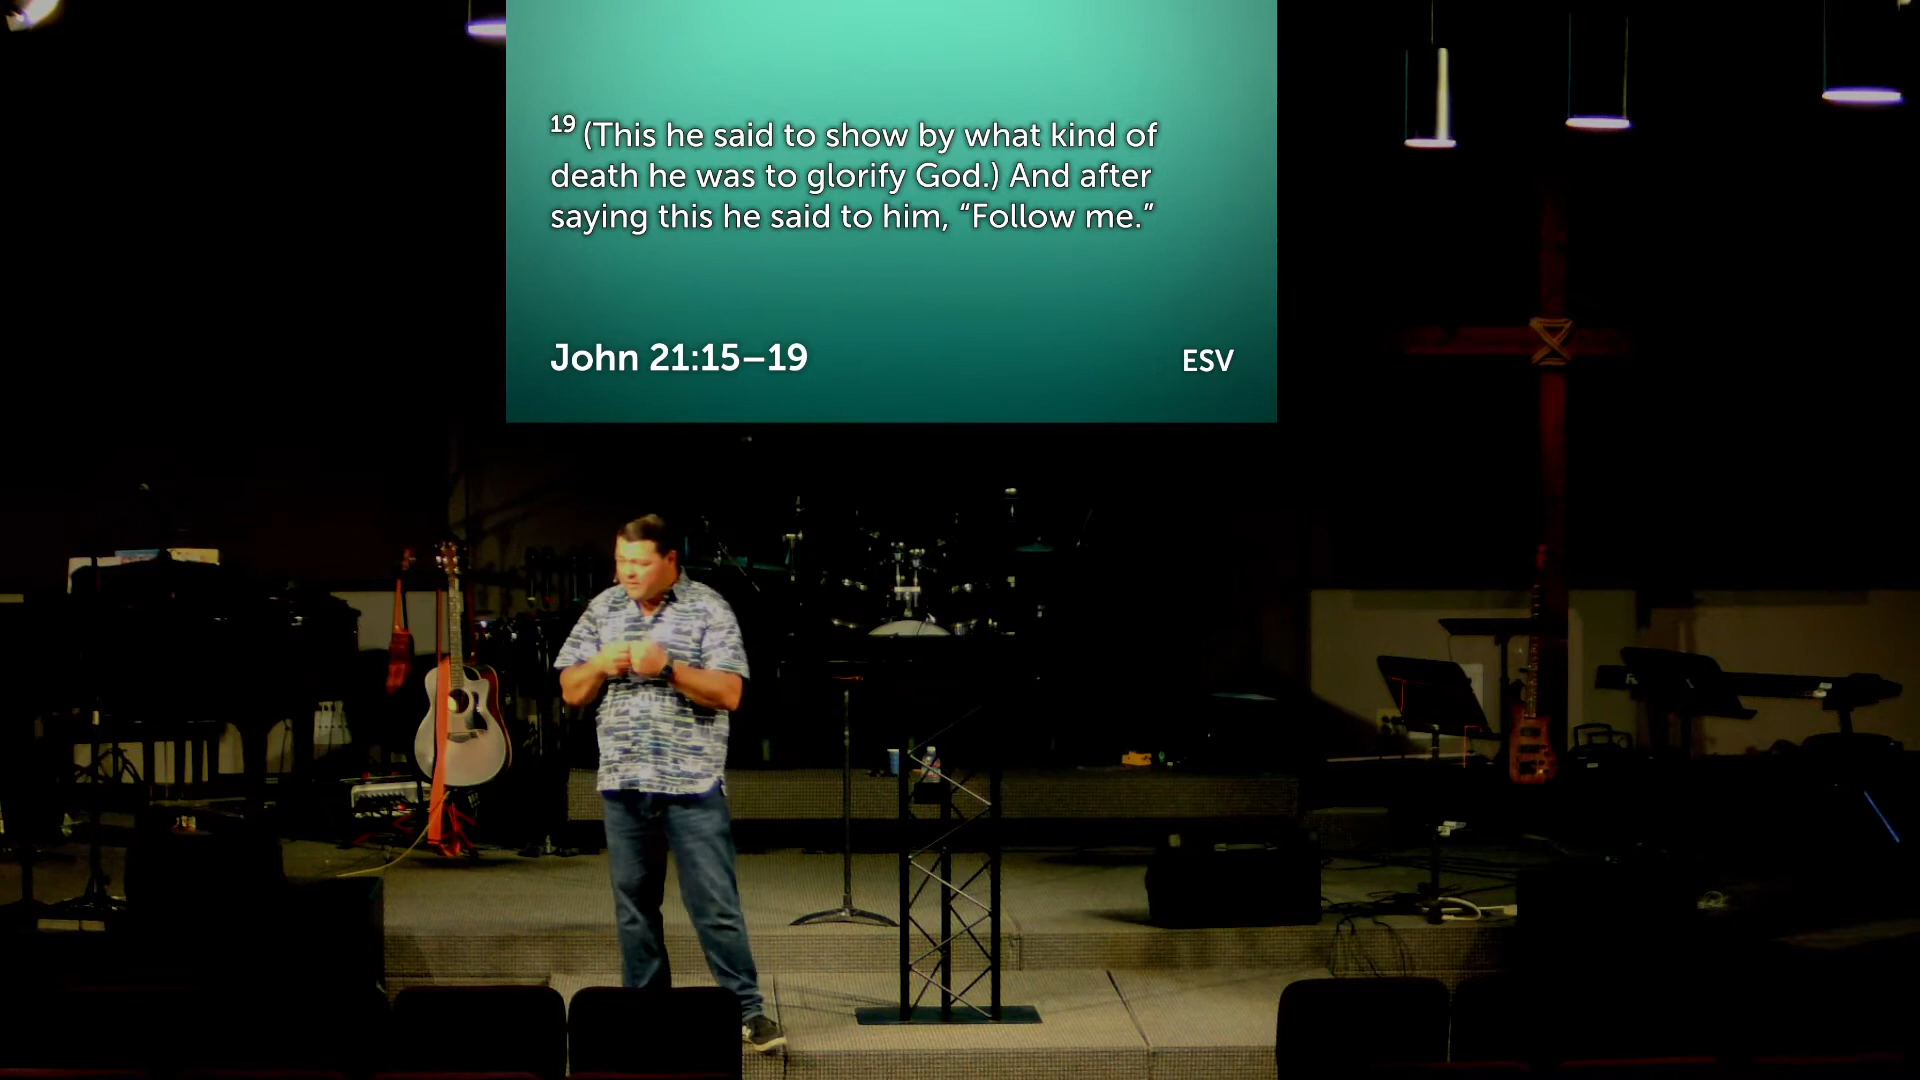 19 (This he said to show by what kind of
death he was to glorify God.) And after
saying this he said to him, “Follow me.”
John 21:15–19
ESV